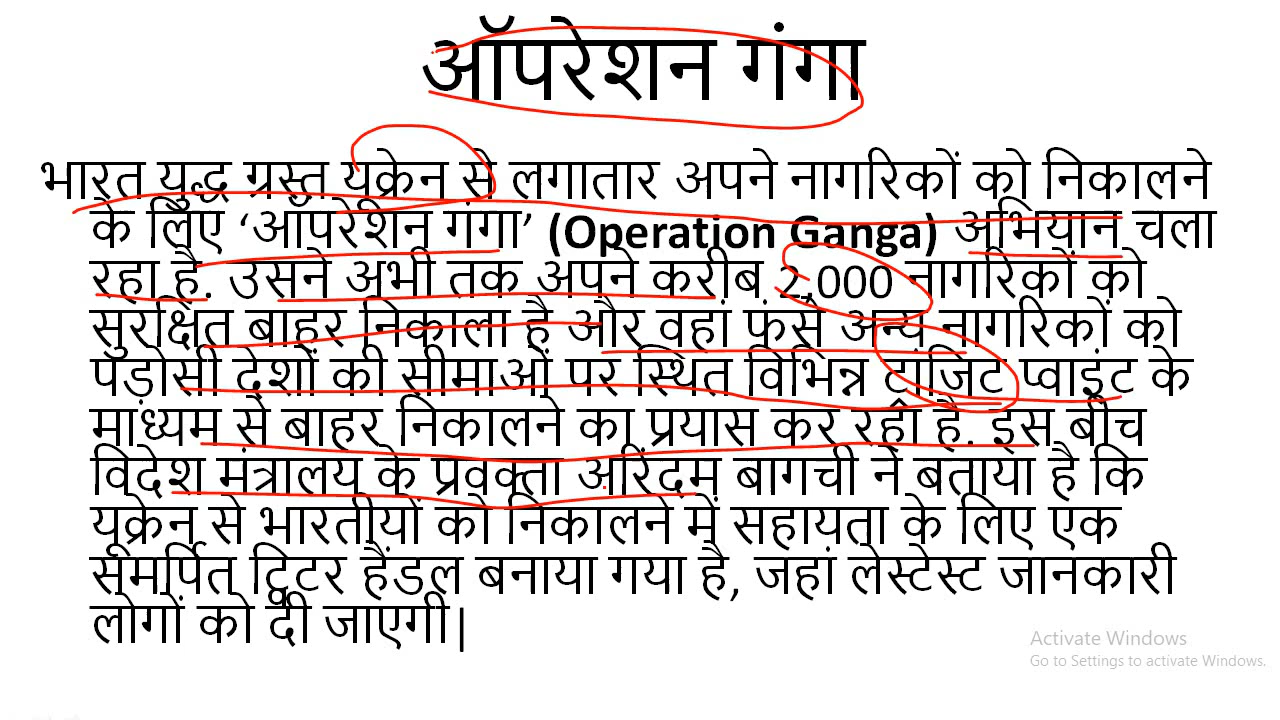 ऑपरेशन गंगा
भारत युद्ध ग्रस्त यूक्रेन से लगातार अपने नागरिकों को निकालने
के लिए ‘ऑपरेशन गंगा’ (Operation Ganga) अभियान चला
रहा है. उसने अभी तक अपने करीब 2,000 नागरिकों को
सुरक्षित बाहर निकाला है और वहां फंसे अन्य नागरिकों को
पड़ोसी देशों की सीमाओं पर स्थित विभिन्न ट्रांजिट प्वाइंट के
माध्यम से बाहर निकालने का प्रयास कर रहा है. इस बीच
विदेश मंत्रालय के प्रवक्ता अरिंदम बागची ने बताया है कि
यूक्रेन से भारतीयों को निकालने में सहायता के लिए एक
समर्पित ट्विटर हैंडल बनाया गया है, जहां लेस्टेस्ट जानकारी
लोगों को दी जाएगी|
Activate Windows
Go to Settings to activate Windows.